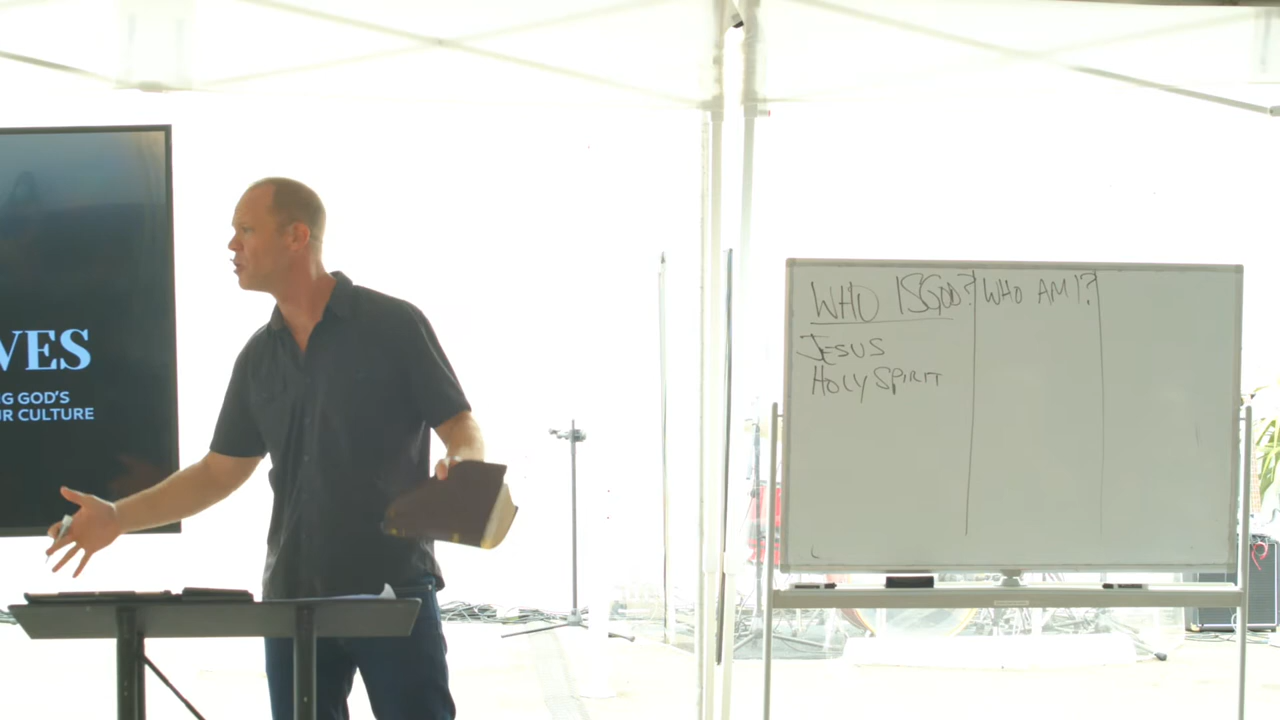 VES
G GOD'S
UR CULTURE
WHO IS GOD?
JESUS
HOLY SPIRIT
WHO AM I?